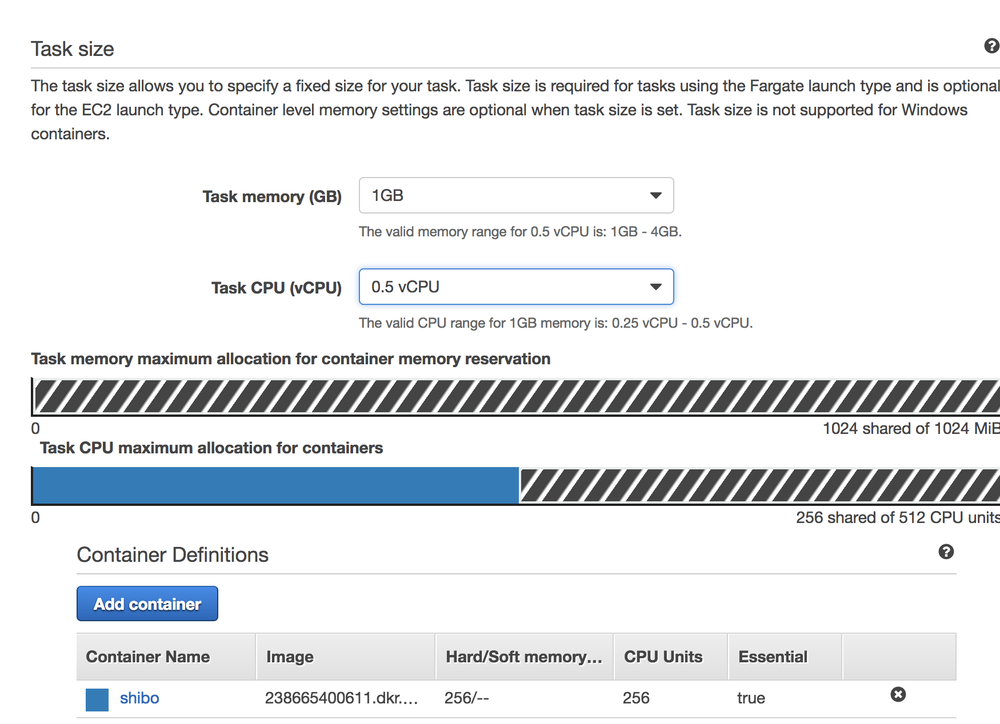 Task size
The task size allows you to specify a fixed size for your task. Task size is required for tasks using the Fargate launch type and is optional
for the EC2 launch type. Container level memory settings are optional when task size is set. Task size is not supported for Windows
containers.
Task memory (GB) 1GB
The valid memory range for 0.5 vCPU is: 1GB - 4GB.
Task CPU (vCPU) 0.5 vCPU
The valid CPU range for 1GB memory is: 0.25 vCPU - 0.5 vCPU.
Task memory maximum allocation for container memory reservation
0 1024 shared of 1024 MiB
Task CPU maximum allocation for containers
0 256 shared of 512 CPU units
Container Definitions
Add container
Container Name Image Hard/Soft memory... CPU Units Essential
shibo 238665400611.dkr.... 256/-- 256 true